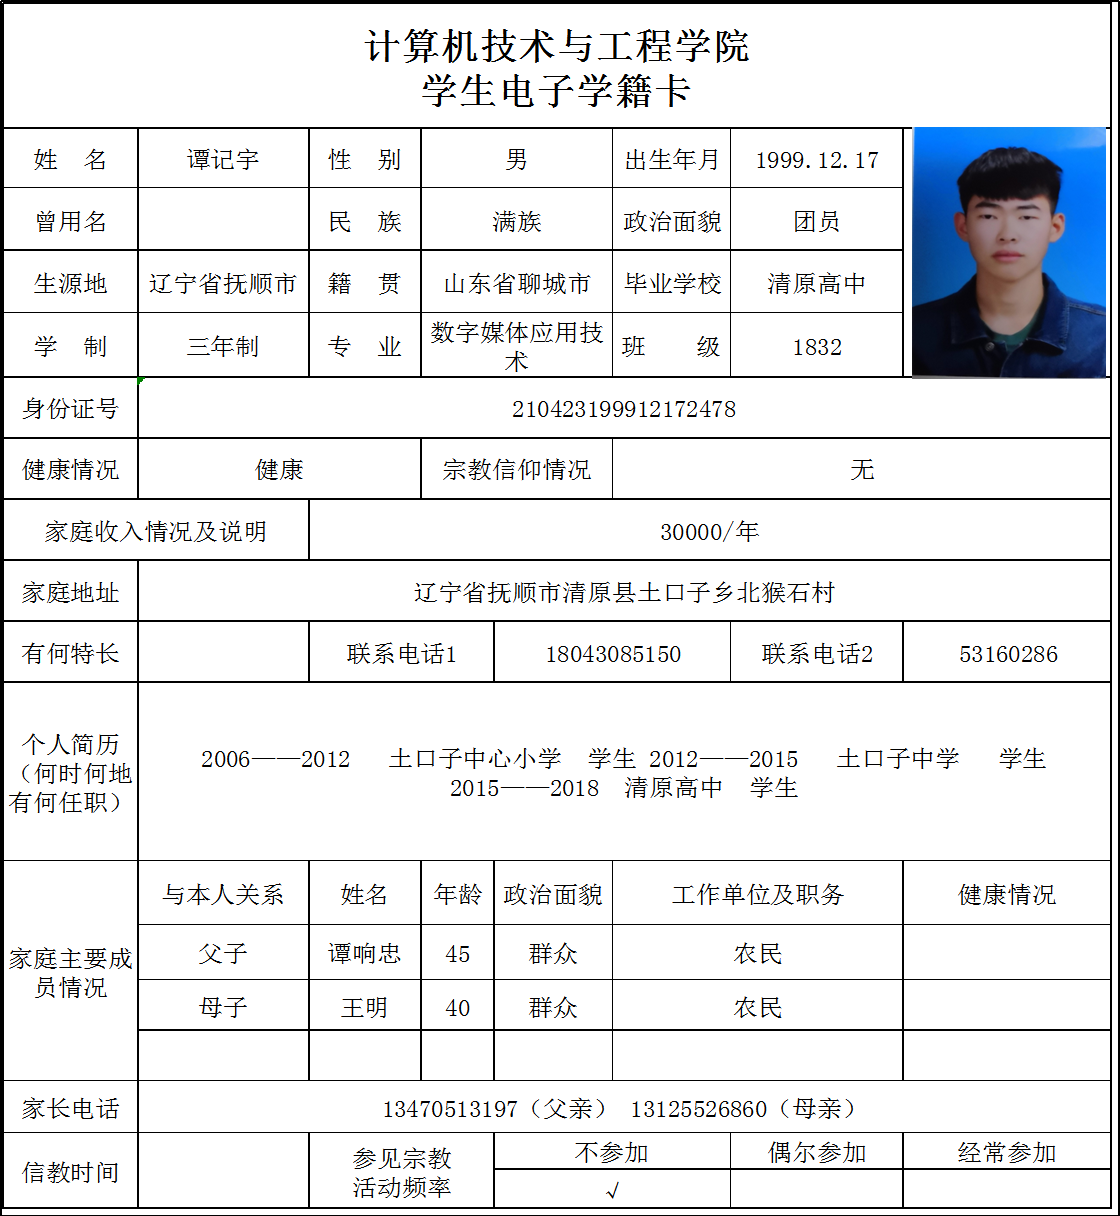 计算机技术与工程学院
学生电子学籍卡
姓 名 谭记宇 性 别 男 出生年月 1999.12.17
曾用名 民 族 满族 政治面貌 团员
生源地 辽宁省抚顺市 籍 贯 山东省聊城市 毕业学校 清原高中
学 制 三年制 专 业 数字媒体应用技术 班 级 1832
身份证号 210423199912172478
健康情况 健康 宗教信仰情况 无
家庭收入情况及说明 30000/年
家庭地址 辽宁省抚顺市清原县土口子乡北猴石村
有何特长 联系电话1 18043085150 联系电话2 53160286
个人简历
（何时何地
有何任职）
2006——2012 土口子中心小学 学生 2012——2015 土口子中学 学生
2015——2018 清原高中 学生
家庭主要成
员情况
与本人关系 姓名 年龄 政治面貌 工作单位及职务 健康情况
父子 谭响忠 45 群众 农民
母子 王明 40 群众 农民
家长电话 13470513197（父亲） 13125526860（母亲）
信教时间 参见宗教
活动频率
不参加 偶尔参加 经常参加
√